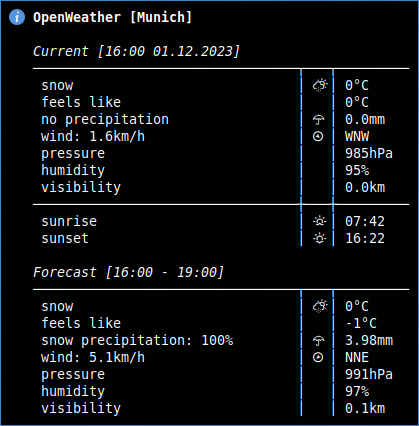 OpenWeather [Munich]
Current [16:00 01.12.2023]
snow 0°C
feels like 0°C
no precipitation 0.0mm
wind: 1.6km/h WNW
pressure 985hPa
humidity 95%
visibility 0.0km
sunrise 07:42
sunset 16:22
Forecast [16:00 - 19:00]
snow 0°C
feels like -1°C
snow precipitation: 100% 3.98mm
wind: 5.1km/h NNE
pressure 991hPa
humidity 97%
visibility 0.1km